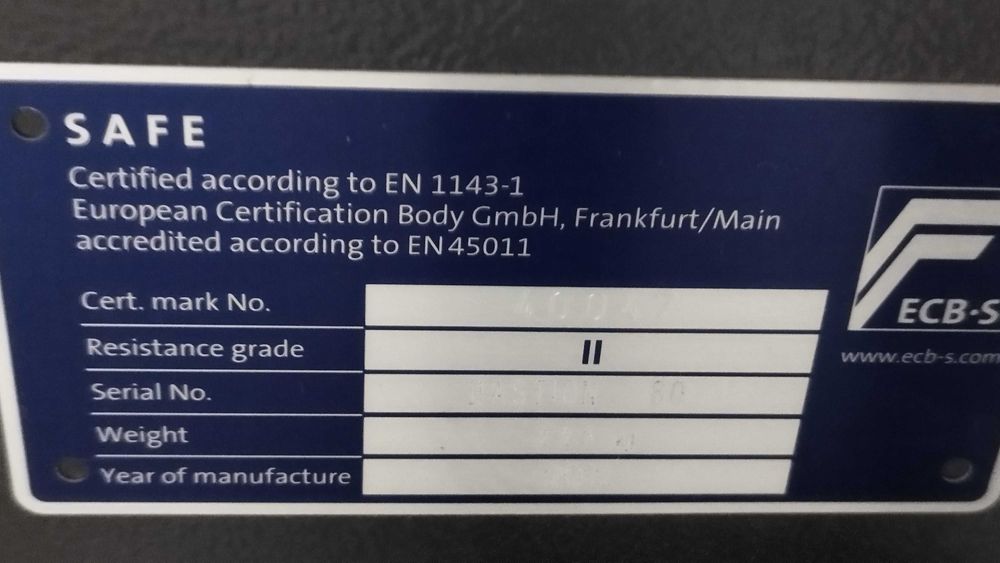 SAFE
Certified according to EN 1143-1
European Certification Body GmbH, Frankfurt/Main
accredited according to EN 45011
Cert. mark No.
Resistance grade II
Serial No. 80
Weight
Year of manufacture
ECB·S
www.ecb-s.com